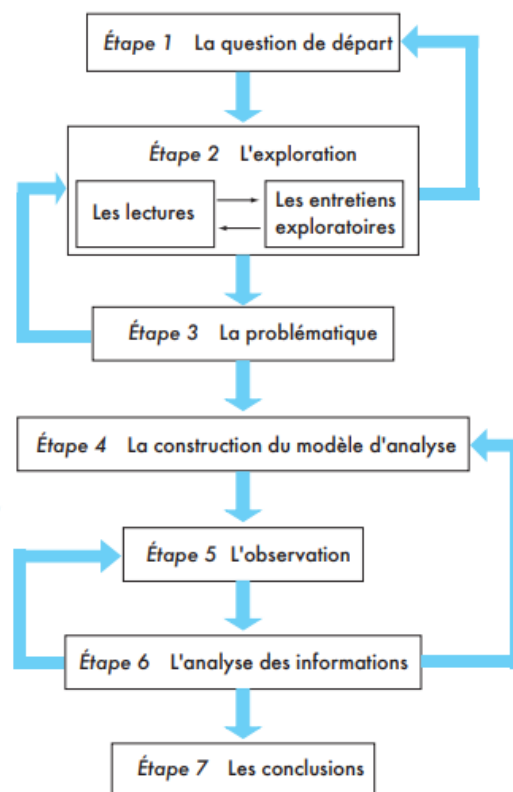 Étape 1 La question de départ
Étape 2 L'exploration
Les lectures
Les entretiens
exploratoires
Étape 3 La problématique
Étape 4 La construction du modèle d'analyse
Étape 5 L'observation
Étape 6 L'analyse des informations
Étape 7 Les conclusions